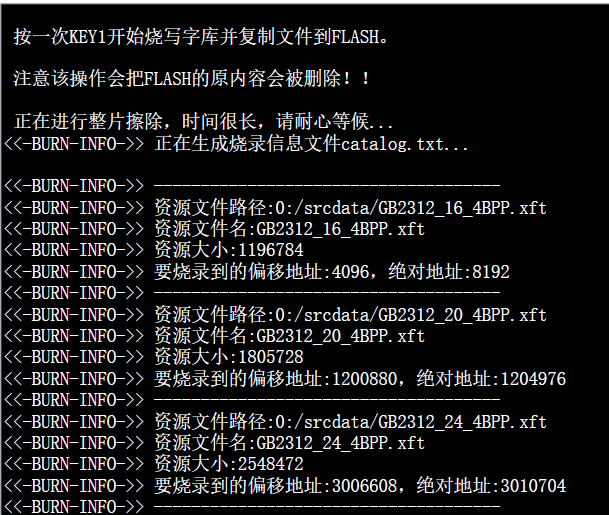 按一次KEY1开始烧写字库并复制文件到FLASH。
注意该操作会把FLASH的原内容会被删除！！
正在进行整片擦除，时间很长，请耐心等候...
<<-BURN-INFO->> 正在生成烧录信息文件catalog.txt...
<<-BURN-INFO->> -------------------------------------
<<-BURN-INFO->> 资源文件路径:0:/srcdata/GB2312_16_4BPP.xft
<<-BURN-INFO->> 资源文件名:GB2312_16_4BPP.xft
<<-BURN-INFO->> 资源大小:1196784
<<-BURN-INFO->> 要烧录到的偏移地址:4096，绝对地址:8192
<<-BURN-INFO->> -------------------------------------
<<-BURN-INFO->> 资源文件路径:0:/srcdata/GB2312_20_4BPP.xft
<<-BURN-INFO->> 资源文件名:GB2312_20_4BPP.xft
<<-BURN-INFO->> 资源大小:1805728
<<-BURN-INFO->> 要烧录到的偏移地址:1200880，绝对地址:1204976
<<-BURN-INFO->> -------------------------------------
<<-BURN-INFO->> 资源文件路径:0:/srcdata/GB2312_24_4BPP.xft
<<-BURN-INFO->> 资源文件名:GB2312_24_4BPP.xft
<<-BURN-INFO->> 资源大小:2548472
<<-BURN-INFO->> 要烧录到的偏移地址:3006608，绝对地址:3010704
<<-BURN-INFO->> -------------------------------------